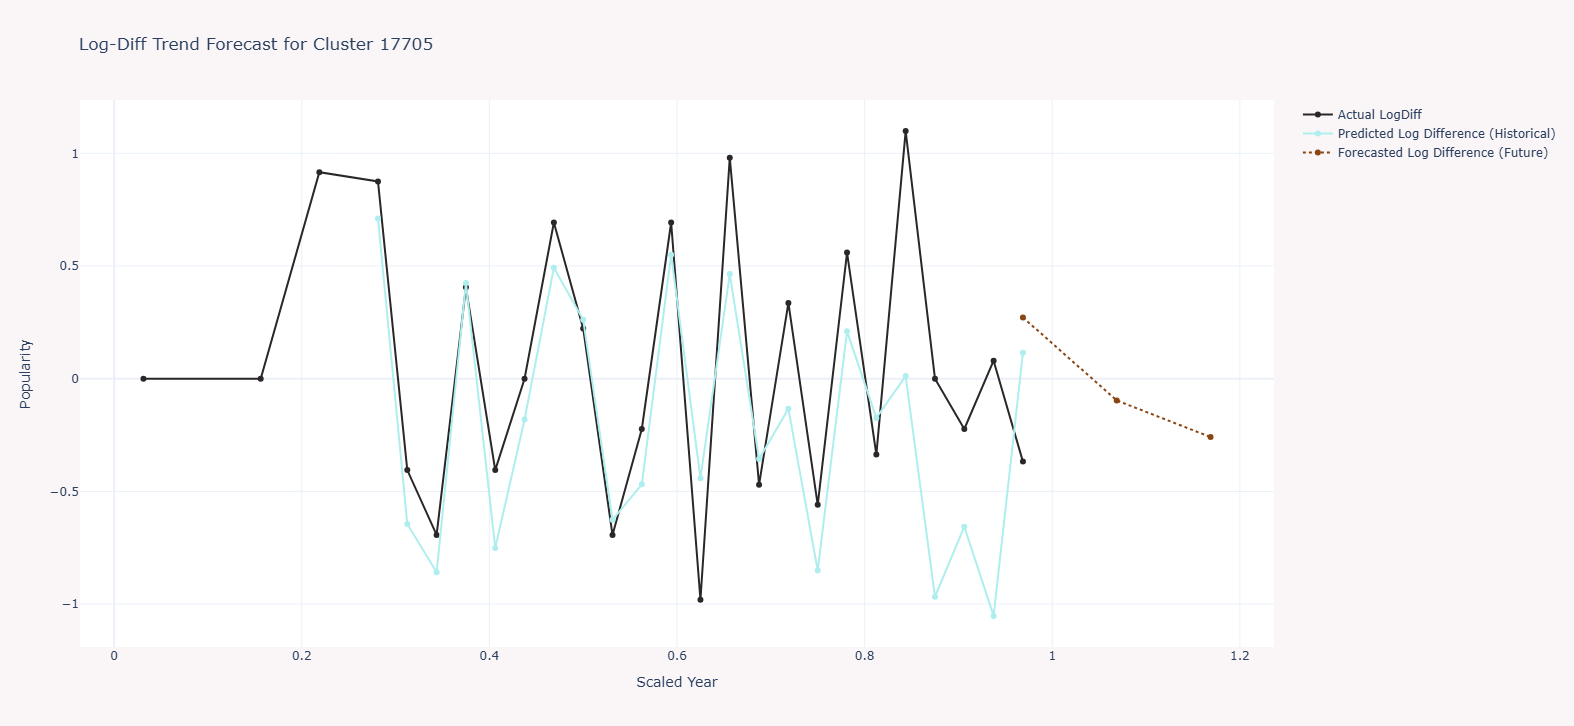 Log-Diff Trend Forecast for Cluster 17705
Actual LogDiff
Predicted Log Difference (Historical)
Forecasted Log Difference (Future)
Popularity
1
0.5
0
−0.5
−1
0 0.2 0.4 0.6 0.8 1 1.2
Scaled Year